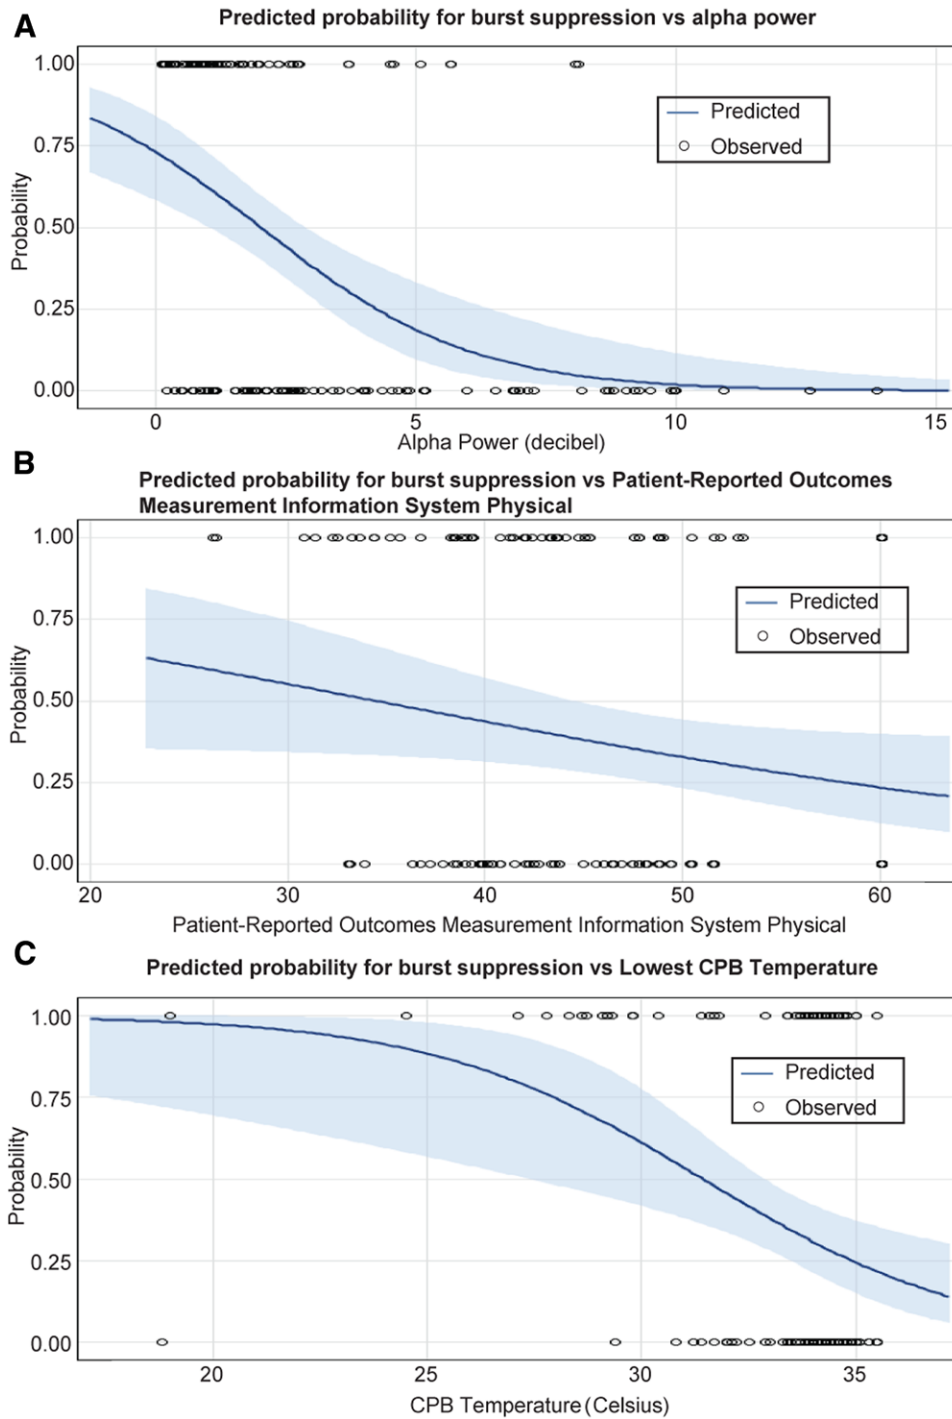 A
Predicted probability for burst suppression vs alpha power
1.00
0.75
0.50
0.25
0.00
Probability
Predicted
Observed
0 5 10 15
Alpha Power (decibel)
B
Predicted probability for burst suppression vs Patient-Reported Outcomes
Measurement Information System Physical
1.00
0.75
0.50
0.25
0.00
Probability
Predicted
Observed
20 30 40 50 60
Patient-Reported Outcomes Measurement Information System Physical
C
Predicted probability for burst suppression vs Lowest CPB Temperature
1.00
0.75
0.50
0.25
0.00
Probability
Predicted
Observed
20 25 30 35
CPB Temperature (Celsius)